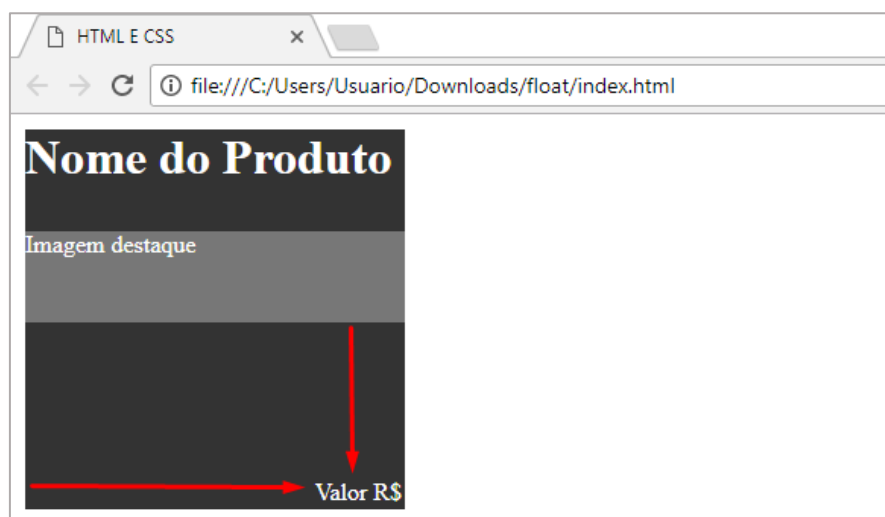 HTML E CSS
file:///C:/Users/Usuario/Downloads/float/index.html
Nome do Produto
Imagem destaque
Valor R$